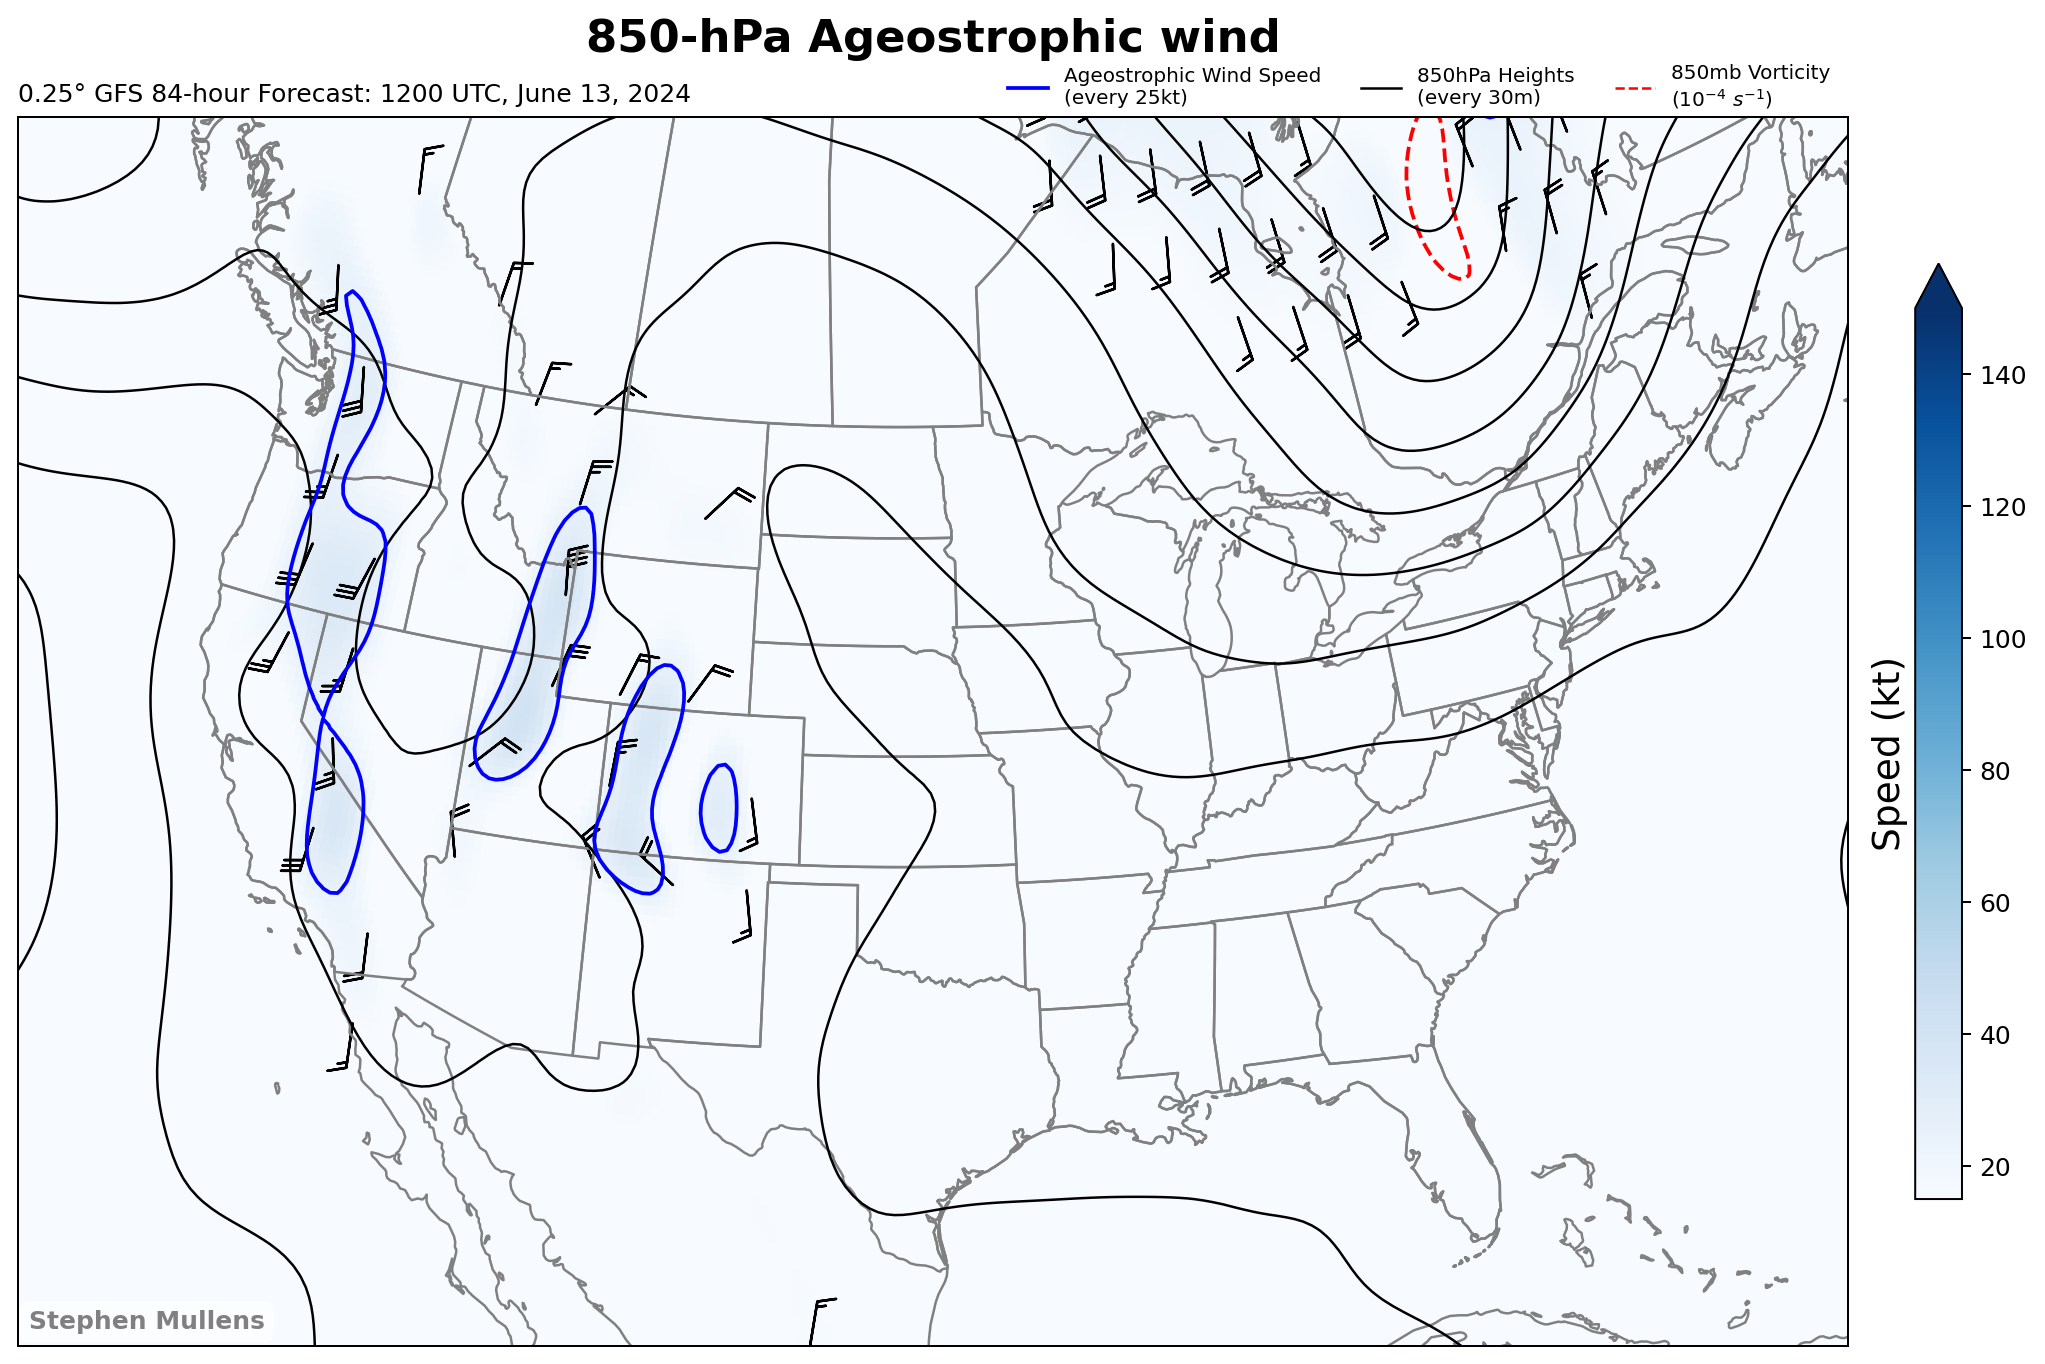 850-hPa Ageostrophic wind
0.25° GFS 84-hour Forecast: 1200 UTC, June 13, 2024
Ageostrophic Wind Speed
(every 25kt)
850hPa Heights
(every 30m)
850mb Vorticity
(10⁻⁴ s⁻¹)
140
120
100
80
60
40
20
Speed (kt)
Stephen Mullens